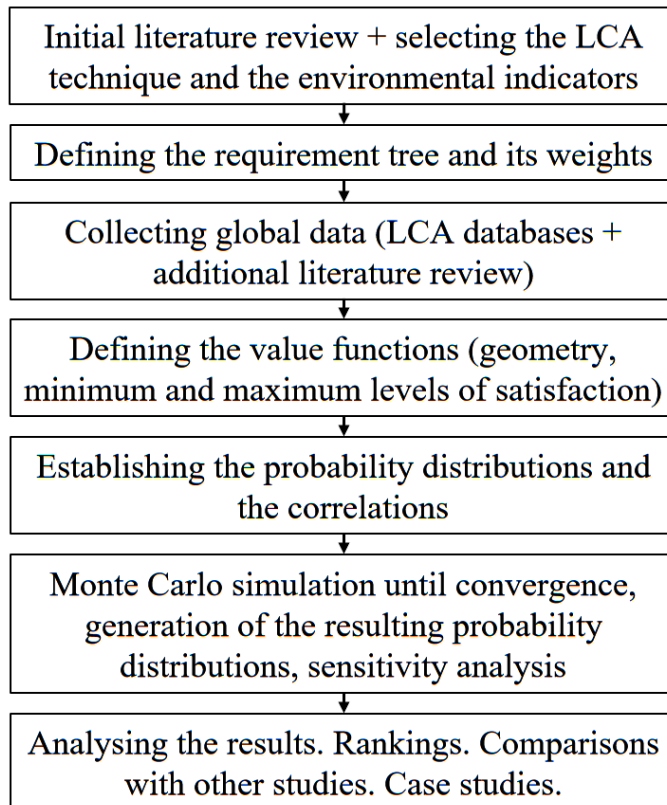 Initial literature review + selecting the LCA
technique and the environmental indicators
Defining the requirement tree and its weights
Collecting global data (LCA databases +
additional literature review)
Defining the value functions (geometry,
minimum and maximum levels of satisfaction)
Establishing the probability distributions and
the correlations
Monte Carlo simulation until convergence,
generation of the resulting probability
distributions, sensitivity analysis
Analysing the results. Rankings. Comparisons
with other studies. Case studies.